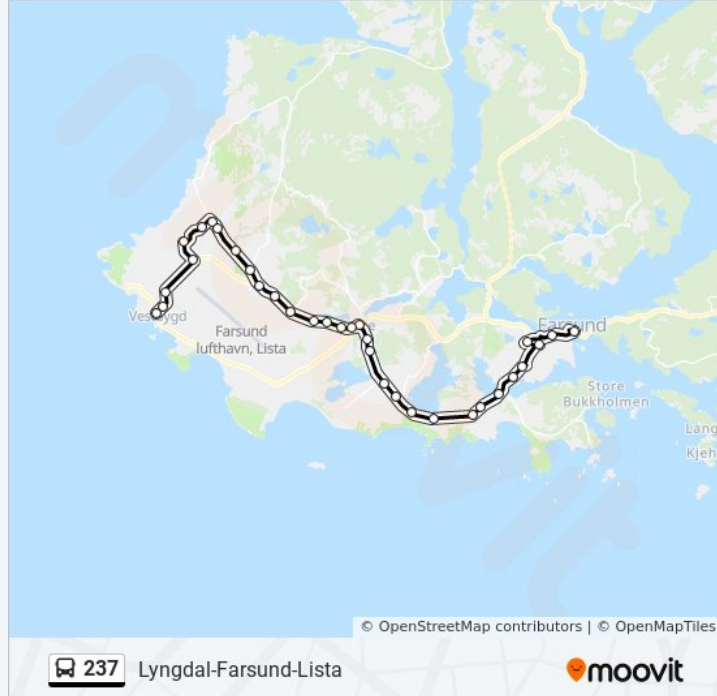 Vestbygd
Farsund
lufthavn, Lista
Farsund
Store
Bukkholmen
Lang
Kjeh
© OpenStreetMap contributors | © OpenMapTiles
237 Lyngdal-Farsund-Lista
moovit